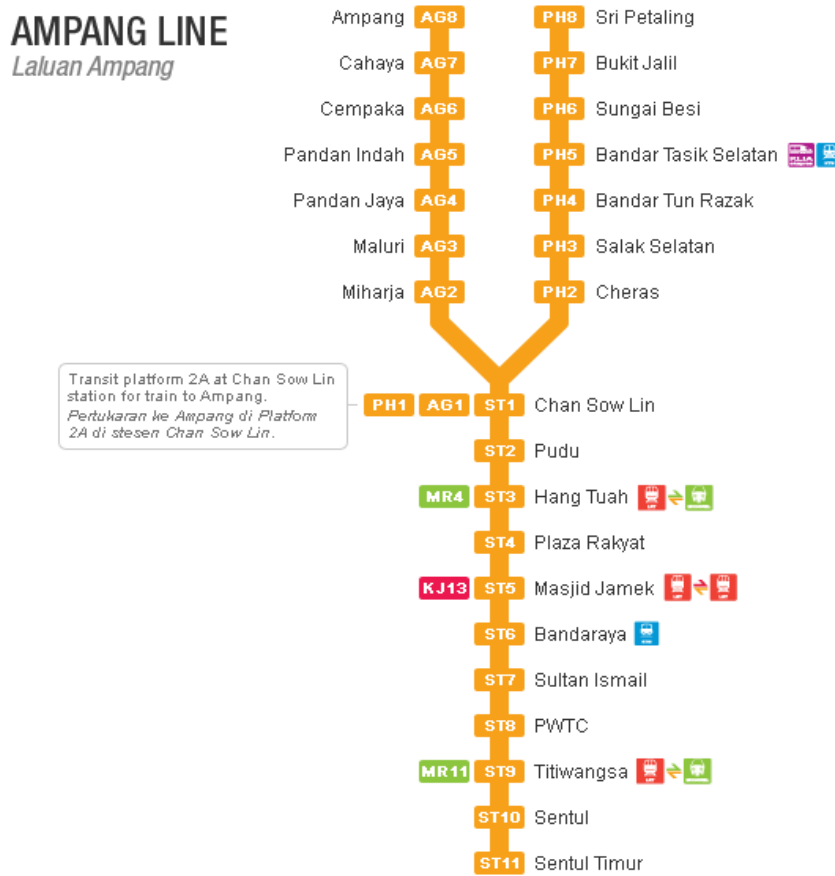 AMPANG LINE
Laluan Ampang
Ampang AG8 PH8 Sri Petaling
Cahaya AG7 PH7 Bukit Jalil
Cempaka AG6 PH6 Sungai Besi
Pandan Indah AG5 PH5 Bandar Tasik Selatan KLIA
Pandan Jaya AG4 PH4 Bandar Tun Razak
Maluri AG3 PH3 Salak Selatan
Miharja AG2 PH2 Cheras
Transit platform 2A at Chan Sow Lin
station for train to Ampang.
Pertukaran ke Ampang di Platform
2A di stesen Chan Sow Lin.
PH1 AG1 ST1 Chan Sow Lin
ST2 Pudu
MR4 ST3 Hang Tuah LRT
ST4 Plaza Rakyat
KJ13 ST5 Masjid Jamek LRT LRT
ST6 Bandaraya
ST7 Sultan Ismail
ST8 PWTC
MR11 ST9 Titiwangsa LRT
ST10 Sentul
ST11 Sentul Timur